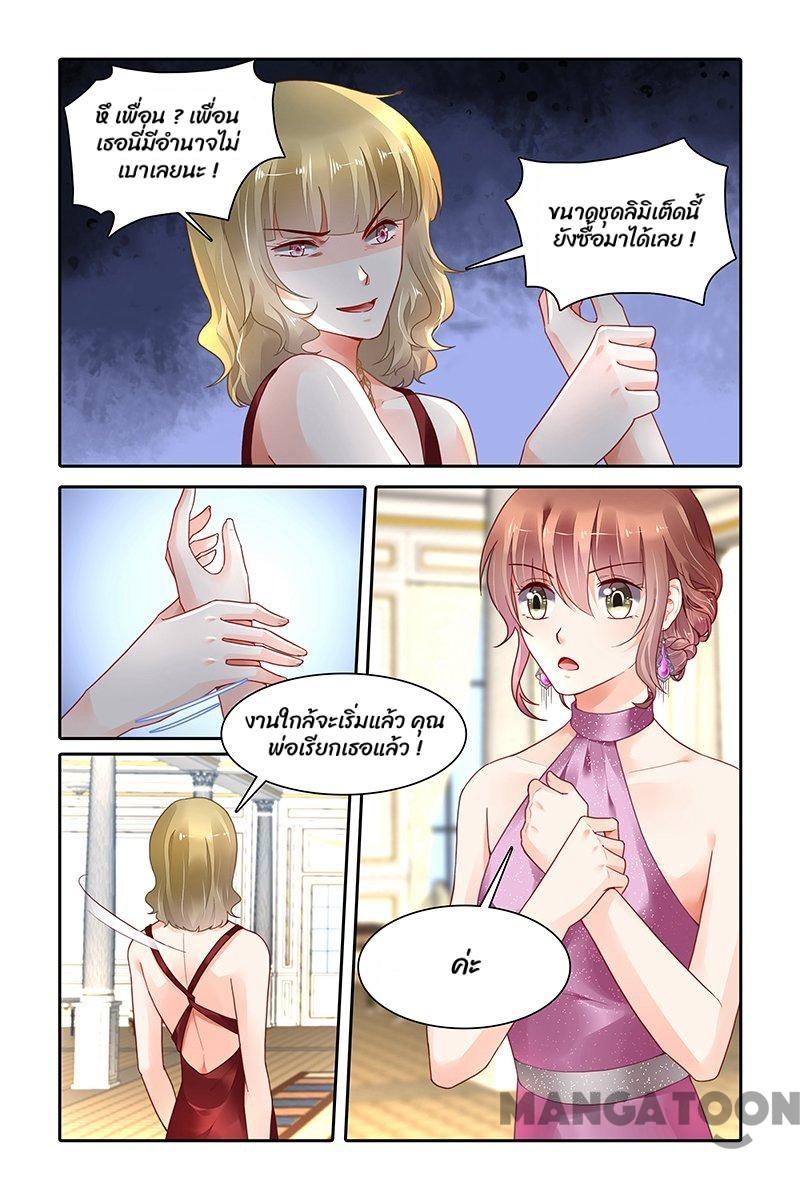 หึ เพื่อน ? เพื่อน
เธอนี่มีอำนาจไม่
เบาเลยนะ !
ขนาดชุดลิมิเต็ดนี้
ยังซื้อมาได้เลย !
งานใกล้จะเริ่มแล้ว คุณ
พ่อเรียกเธอแล้ว !
ค่ะ
MANGATOON